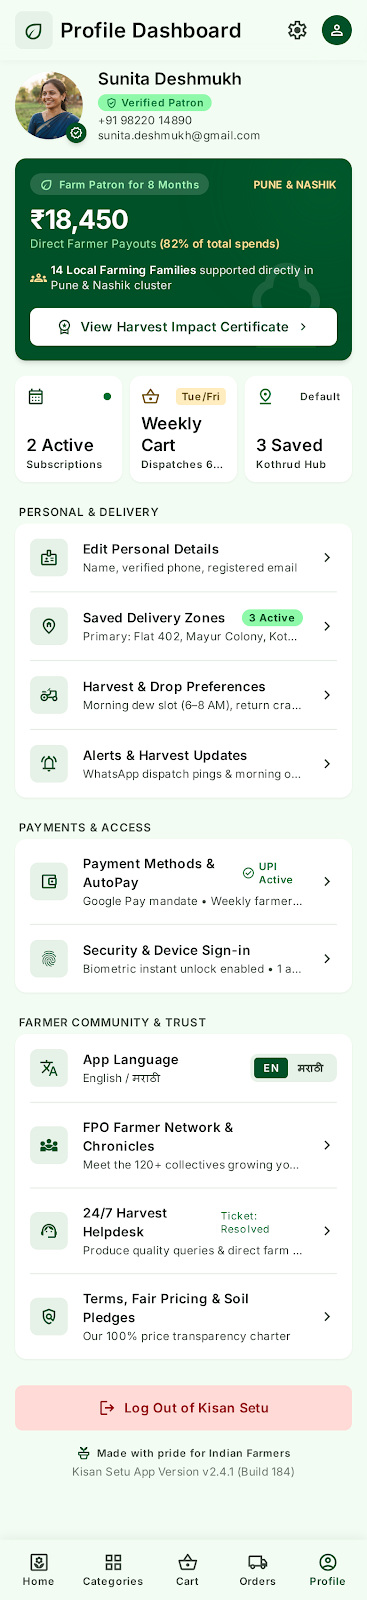 Profile Dashboard
Sunita Deshmukh
Verified Patron
+91 98220 14890
sunita.deshmukh@gmail.com
Farm Patron for 8 Months
PUNE & NASHIK
₹18,450
Direct Farmer Payouts (82% of total spends)
14 Local Farming Families supported directly in
Pune & Nashik cluster
View Harvest Impact Certificate
2 Active
Subscriptions
Tue/Fri
Weekly
Cart
Dispatches 6...
Default
3 Saved
Kothrud Hub
PERSONAL & DELIVERY
Edit Personal Details
Name, verified phone, registered email
Saved Delivery Zones
3 Active
Primary: Flat 402, Mayur Colony, Kot...
Harvest & Drop Preferences
Morning dew slot (6–8 AM), return cra...
Alerts & Harvest Updates
WhatsApp dispatch pings & morning o...
PAYMENTS & ACCESS
Payment Methods &
AutoPay
UPI
Active
Google Pay mandate • Weekly farmer...
Security & Device Sign-in
Biometric instant unlock enabled • 1 a...
FARMER COMMUNITY & TRUST
App Language
English / मराठी
EN
मराठी
FPO Farmer Network &
Chronicles
Meet the 120+ collectives growing yo...
24/7 Harvest
Helpdesk
Ticket:
Resolved
Produce quality queries & direct farm ...
Terms, Fair Pricing & Soil
Pledges
Our 100% price transparency charter
Log Out of Kisan Setu
Made with pride for Indian Farmers
Kisan Setu App Version v2.4.1 (Build 184)
Home
Categories
Cart
Orders
Profile